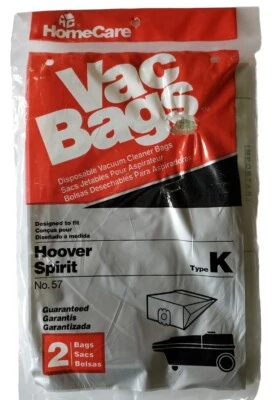 HomeCare®
Vac
Bags
Disposable Vacuum Cleaner Bags
Sacs Jetables Pour Aspirateur
Bolsas Desechables Para Aspiradoras
Designed to fit
Conçus pour
Diseñado a medida
Hoover
Spirit
No. 57
Type K
Guaranteed
Garantis
Garantizada
2 Bags
Sacs
Bolsas